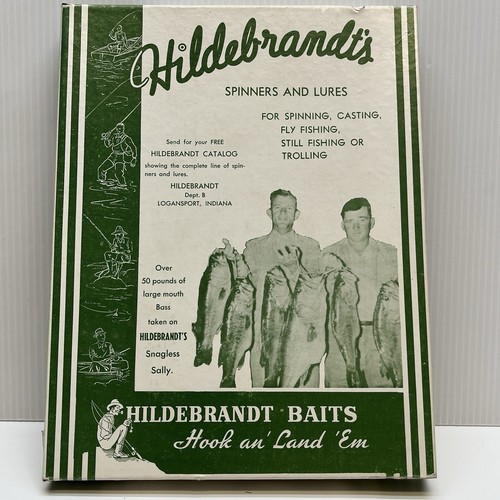 Hildebrandt's
SPINNERS AND LURES
FOR SPINNING, CASTING,
FLY FISHING,
STILL FISHING OR
TROLLING
Send for your FREE
HILDEBRANDT CATALOG
showing the complete line of spin-
ners and lures.
HILDEBRANDT
Dept. B
LOGANSPORT, INDIANA
Over
50 pounds of
large mouth
Bass
taken on
HILDEBRANDT'S
Snagless
Sally.
HILDEBRANDT BAITS
Hook an' Land 'Em